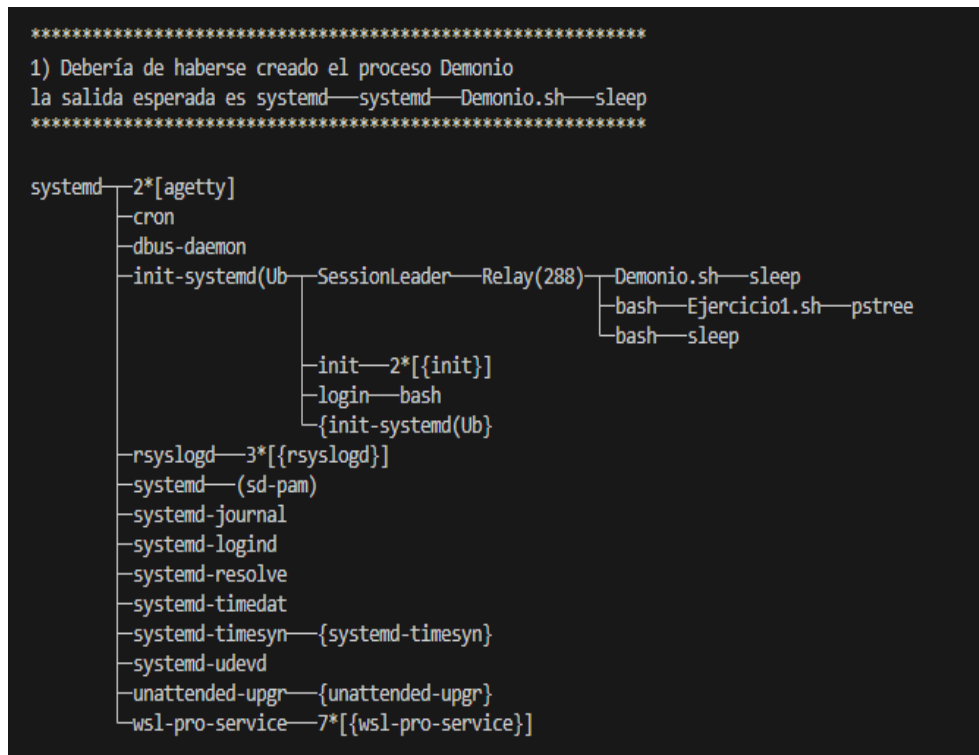 ************************************************************
1) Debería de haberse creado el proceso Demonio
la salida esperada es systemd───systemd───Demonio.sh───sleep
************************************************************
systemd─┬─2*[agetty]
        ├─cron
        ├─dbus-daemon
        ├─init-systemd(Ub─┬─SessionLeader───Relay(288)─┬─Demonio.sh───sleep
        │                 │                            ├─bash───Ejercicio1.sh───pstree
        │                 │                            └─bash───sleep
        │                 ├─init───2*[{init}]
        │                 ├─login───bash
        │                 └─{init-systemd(Ub}
        ├─rsyslogd───3*[{rsyslogd}]
        ├─systemd───(sd-pam)
        ├─systemd-journal
        ├─systemd-logind
        ├─systemd-resolve
        ├─systemd-timedat
        ├─systemd-timesyn───{systemd-timesyn}
        ├─systemd-udevd
        ├─unattended-upgr───{unattended-upgr}
        └─wsl-pro-service───7*[{wsl-pro-service}]